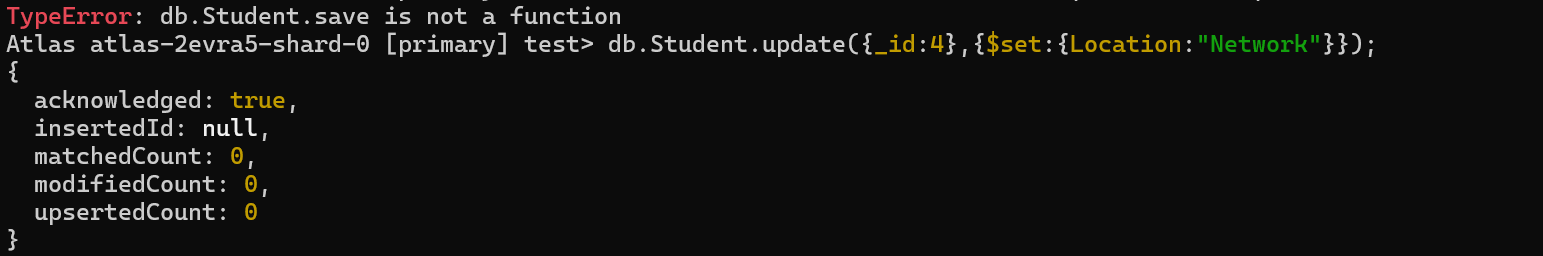 TypeError: db.Student.save is not a function
Atlas atlas-2evra5-shard-0 [primary] test> db.Student.update({_id:4},{$set:{Location:"Network"}});
{
  acknowledged: true,
  insertedId: null,
  matchedCount: 0,
  modifiedCount: 0,
  upsertedCount: 0
}